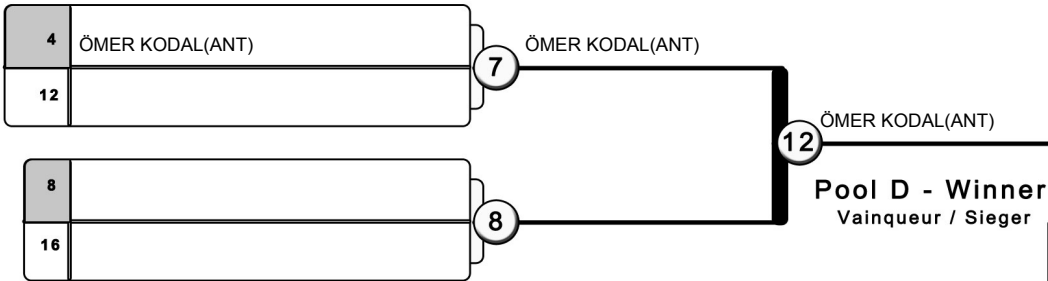 4 ÖMER KODAL(ANT)
12
7
ÖMER KODAL(ANT)
8
16
8
12
ÖMER KODAL(ANT)
Pool D - Winner
Vainqueur / Sieger